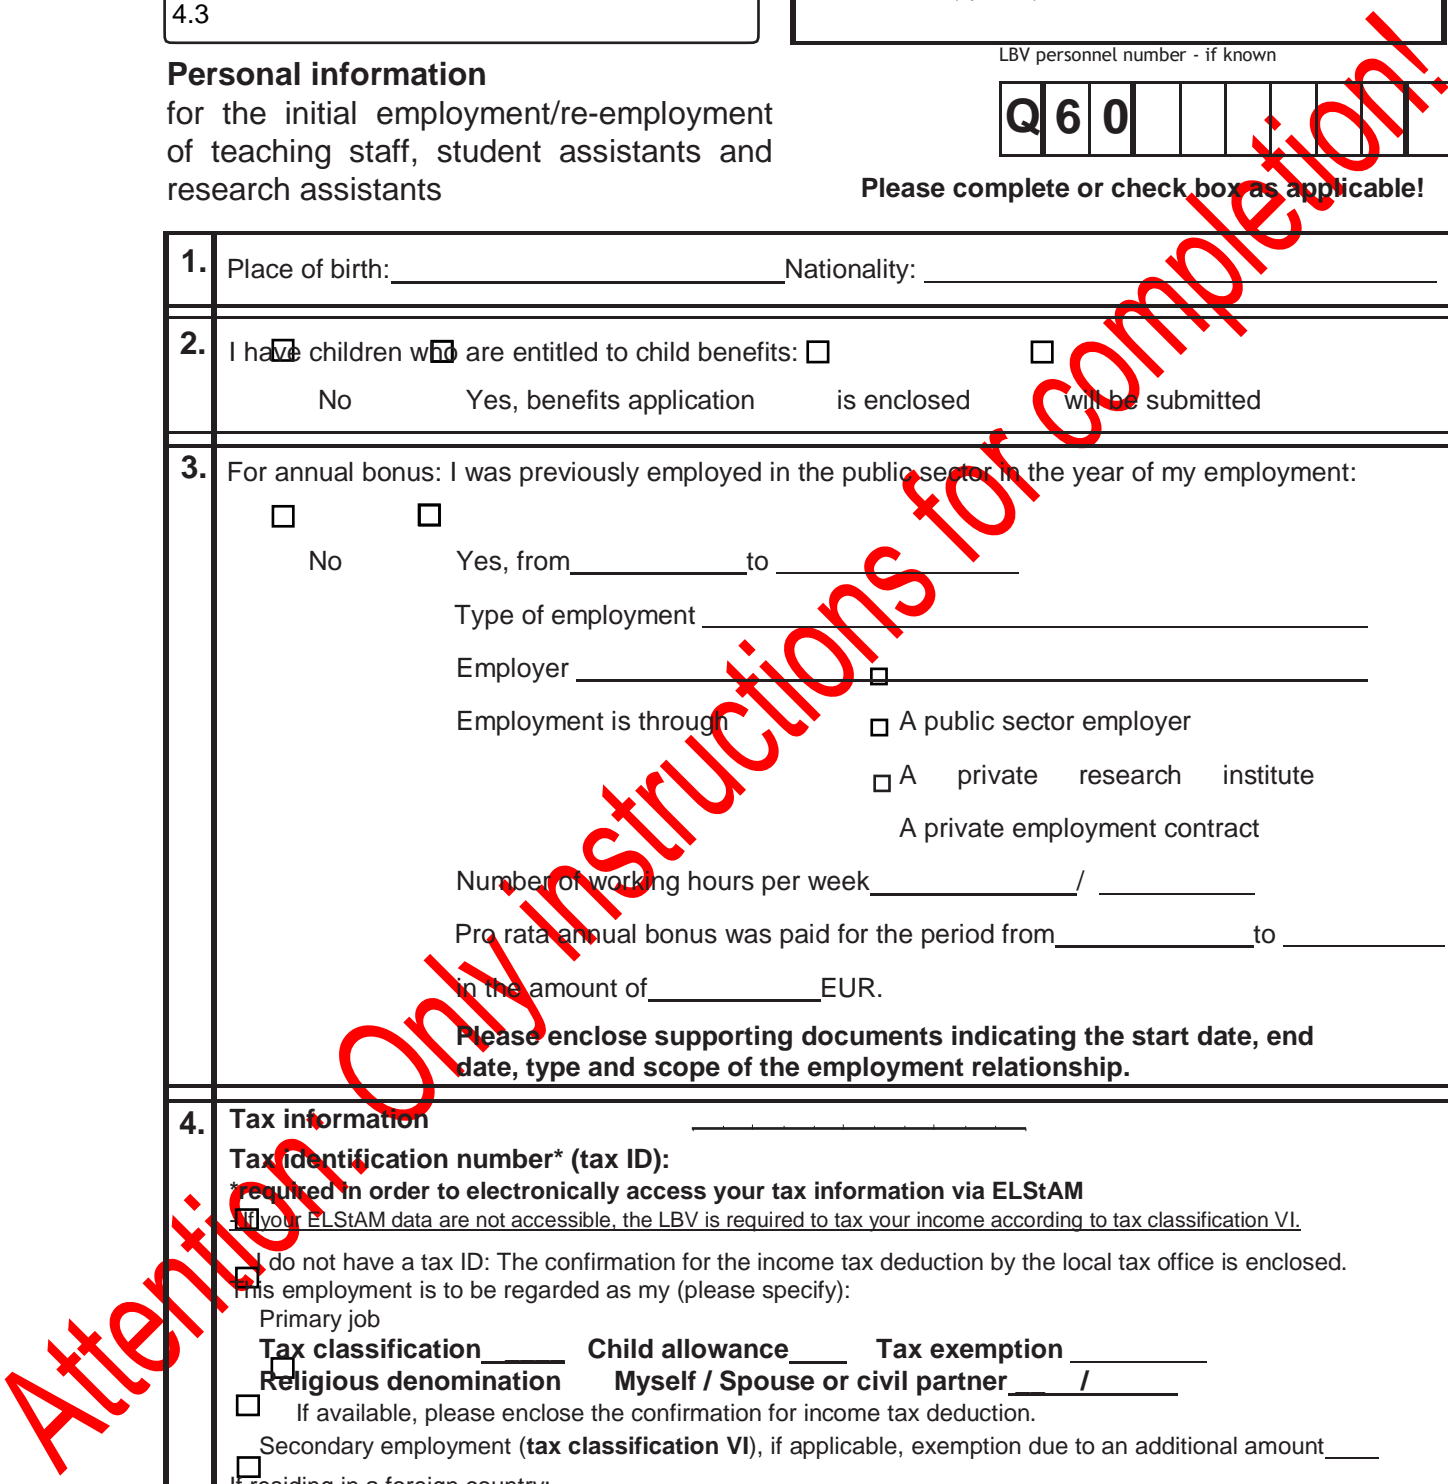 4.3
LBV personnel number - if known
Personal information
for the initial employment/re-employment
of teaching staff, student assistants and
research assistants
Q 6 0
Please complete or check box as applicable!
1. Place of birth: Nationality:
2. I have children who are entitled to child benefits:
No Yes, benefits application is enclosed will be submitted
3. For annual bonus: I was previously employed in the public sector in the year of my employment:
No Yes, from to
Type of employment
Employer
Employment is through A public sector employer
A private research institute
A private employment contract
Number of working hours per week /
Pro rata annual bonus was paid for the period from to
in the amount of EUR.
Please enclose supporting documents indicating the start date, end
date, type and scope of the employment relationship.
4. Tax information
Tax identification number* (tax ID):
*required in order to electronically access your tax information via ELStAM
- If your ELStAM data are not accessible, the LBV is required to tax your income according to tax classification VI.
I do not have a tax ID: The confirmation for the income tax deduction by the local tax office is enclosed.
This employment is to be regarded as my (please specify):
Primary job
Tax classification Child allowance Tax exemption
Religious denomination Myself / Spouse or civil partner /
If available, please enclose the confirmation for income tax deduction.
Secondary employment (tax classification VI), if applicable, exemption due to an additional amount
If residing in a foreign country:
Attention: Only instructions for completion!